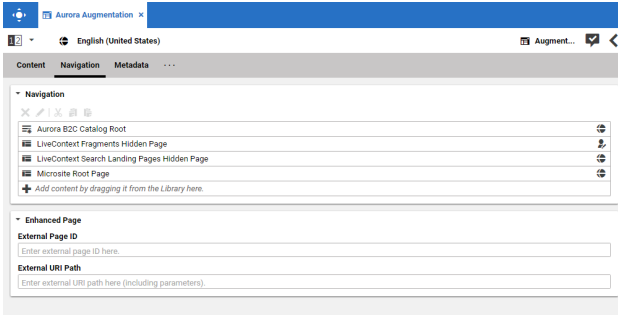 Aurora Augmentation ×
12 English (United States) Augment...
Content Navigation Metadata ···
Navigation
Aurora B2C Catalog Root
LiveContext Fragments Hidden Page
LiveContext Search Landing Pages Hidden Page
Microsite Root Page
Add content by dragging it from the Library here.
Enhanced Page
External Page ID
Enter external page ID here.
External URI Path
Enter external URI path here (including parameters).